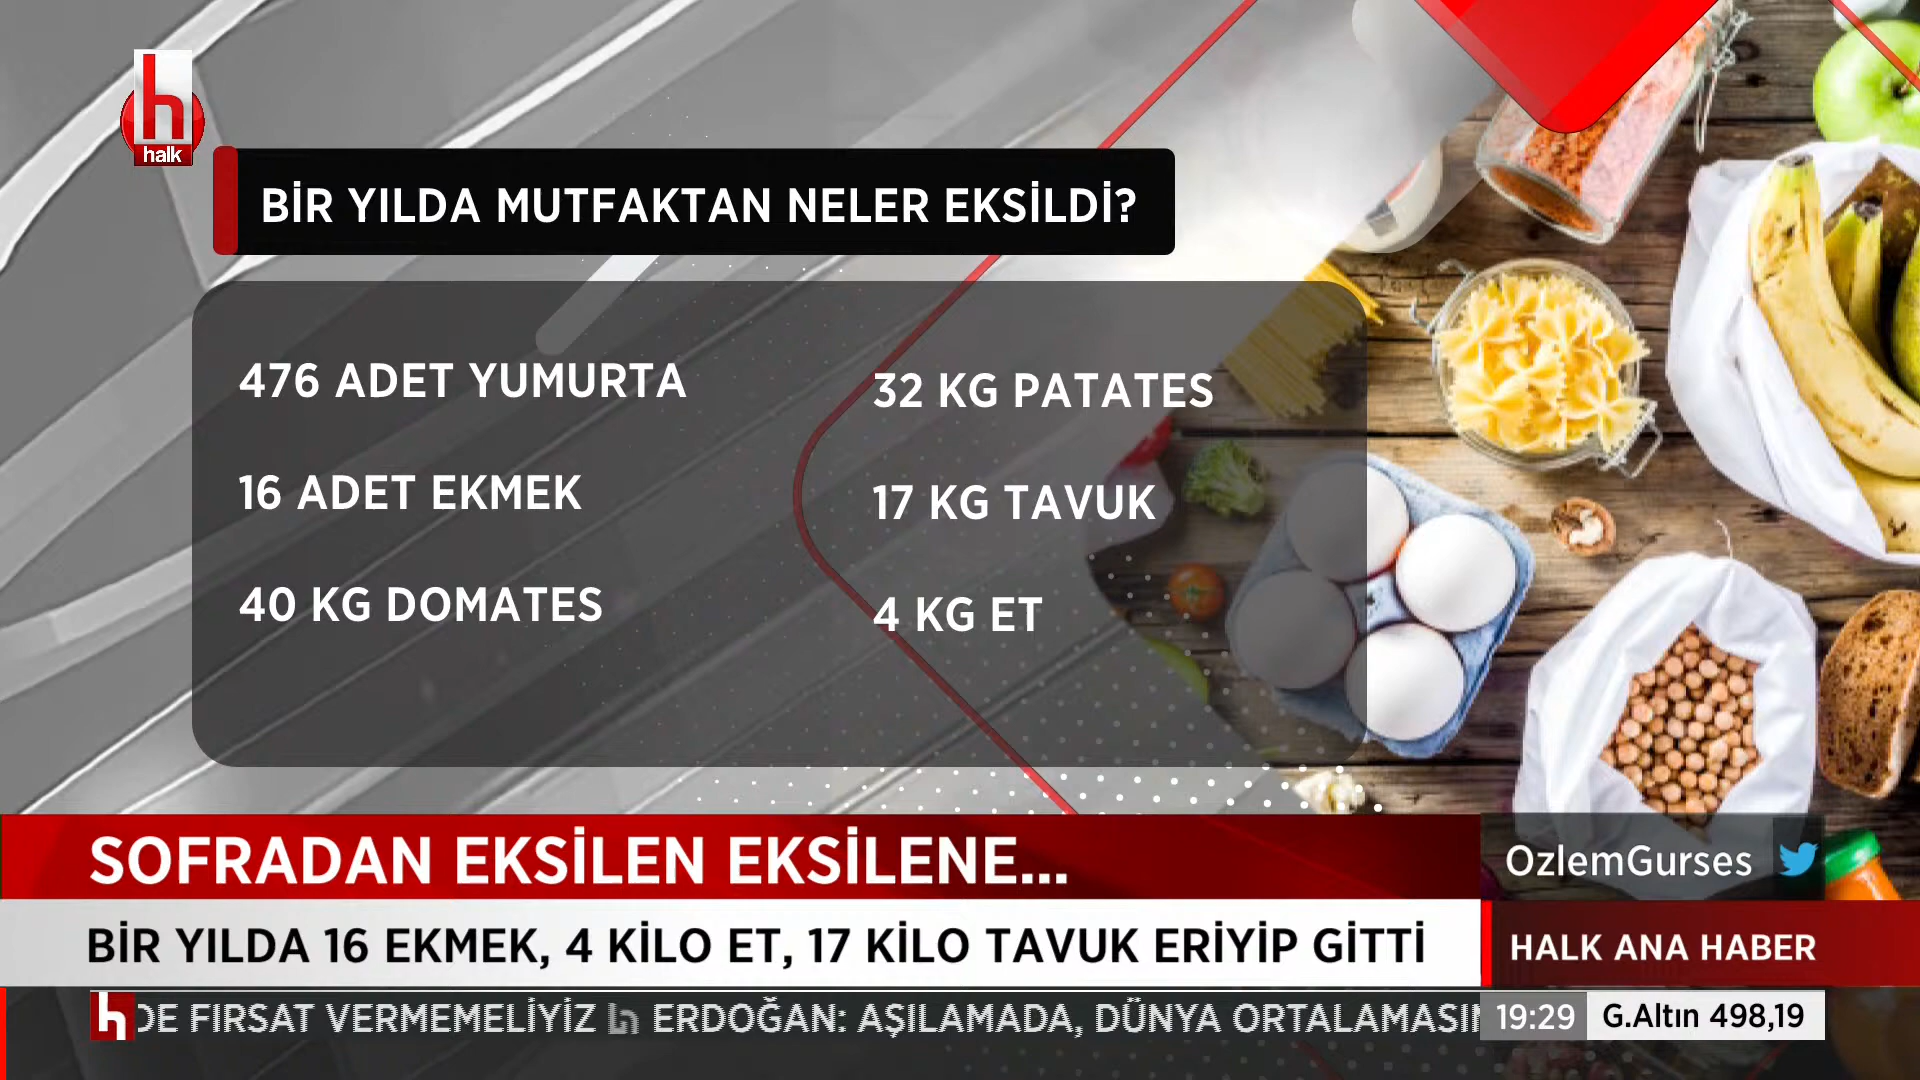 h
halk
BİR YILDA MUTFAKTAN NELER EKSİLDİ?
476 ADET YUMURTA
16 ADET EKMEK
40 KG DOMATES
32 KG PATATES
17 KG TAVUK
4 KG ET
SOFRADAN EKSİLEN EKSİLENE...
OzlemGurses
BİR YILDA 16 EKMEK, 4 KİLO ET, 17 KİLO TAVUK ERİYİP GİTTİ
HALK ANA HABER
h DE FIRSAT VERMEMELİYİZ h ERDOĞAN: AŞILAMADA, DÜNYA ORTALAMASIN
19:29 G.Altın 498,19